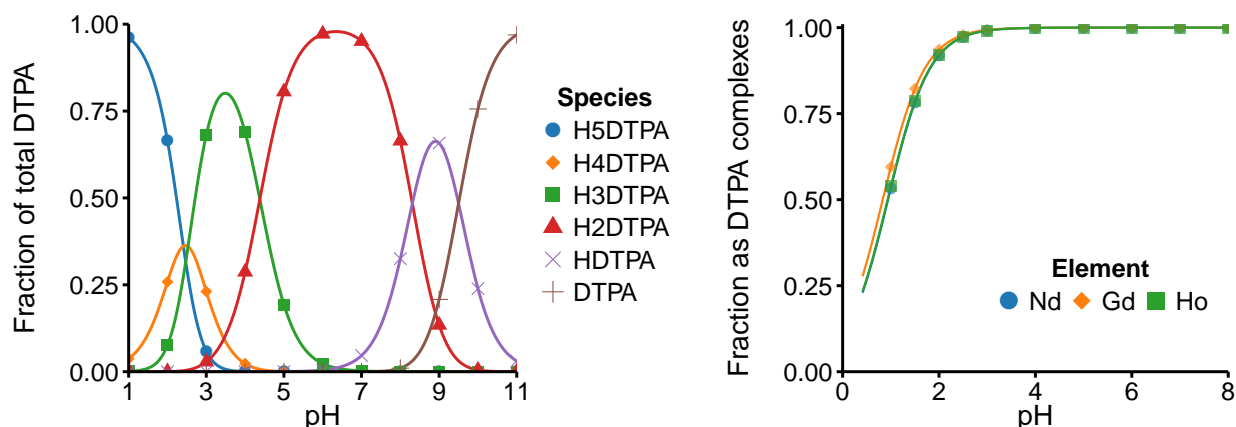 Fraction of total DTPA
1.00
0.75
0.50
0.25
0.00
1 3 5 7 9 11
pH
Species
H5DTPA
H4DTPA
H3DTPA
H2DTPA
HDTPA
DTPA
Fraction as DTPA complexes
1.00
0.75
0.50
0.25
0.00
0 2 4 6 8
pH
Element
Nd Gd Ho